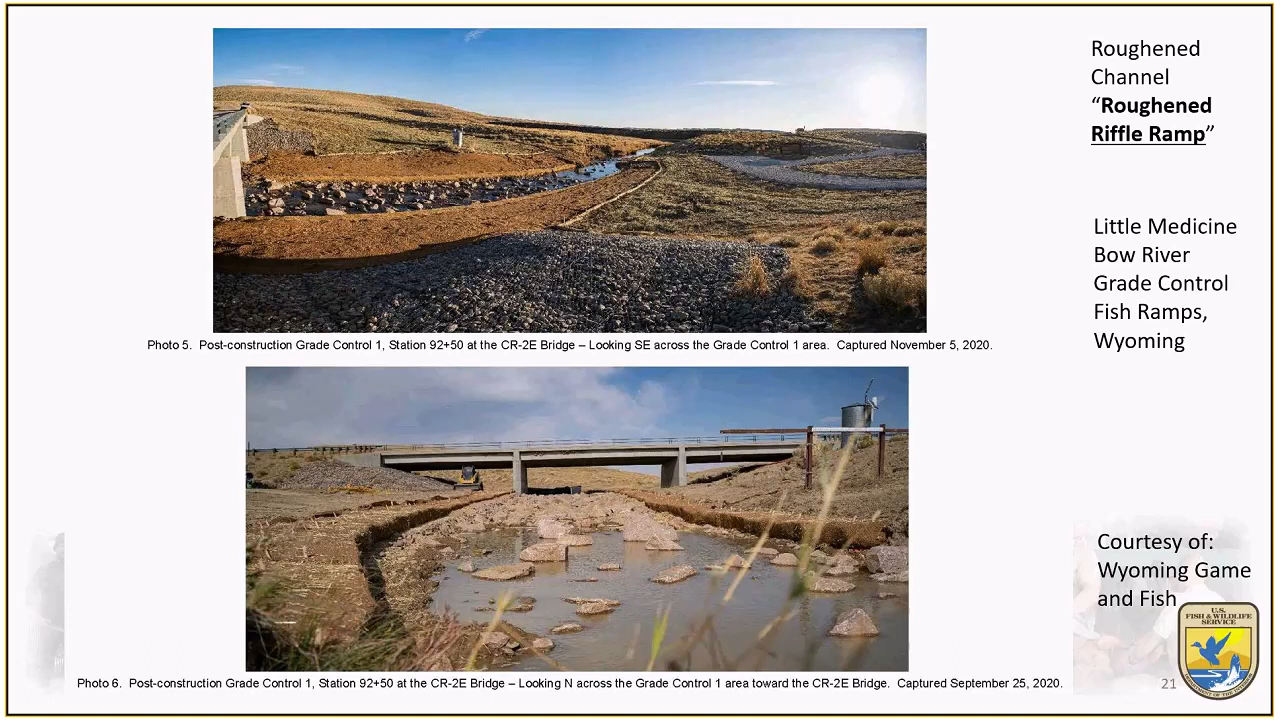 Roughened
Channel
“Roughened
Riffle Ramp”
Photo 5. Post-construction Grade Control 1, Station 92+50 at the CR-2E Bridge – Looking SE across the Grade Control 1 area. Captured November 5, 2020.
Little Medicine
Bow River
Grade Control
Fish Ramps,
Wyoming
Photo 6. Post-construction Grade Control 1, Station 92+50 at the CR-2E Bridge – Looking N across the Grade Control 1 area toward the CR-2E Bridge. Captured September 25, 2020.
Courtesy of:
Wyoming Game
and Fish
U.S.
FISH & WILDLIFE
SERVICE
DEPARTMENT OF THE INTERIOR
21